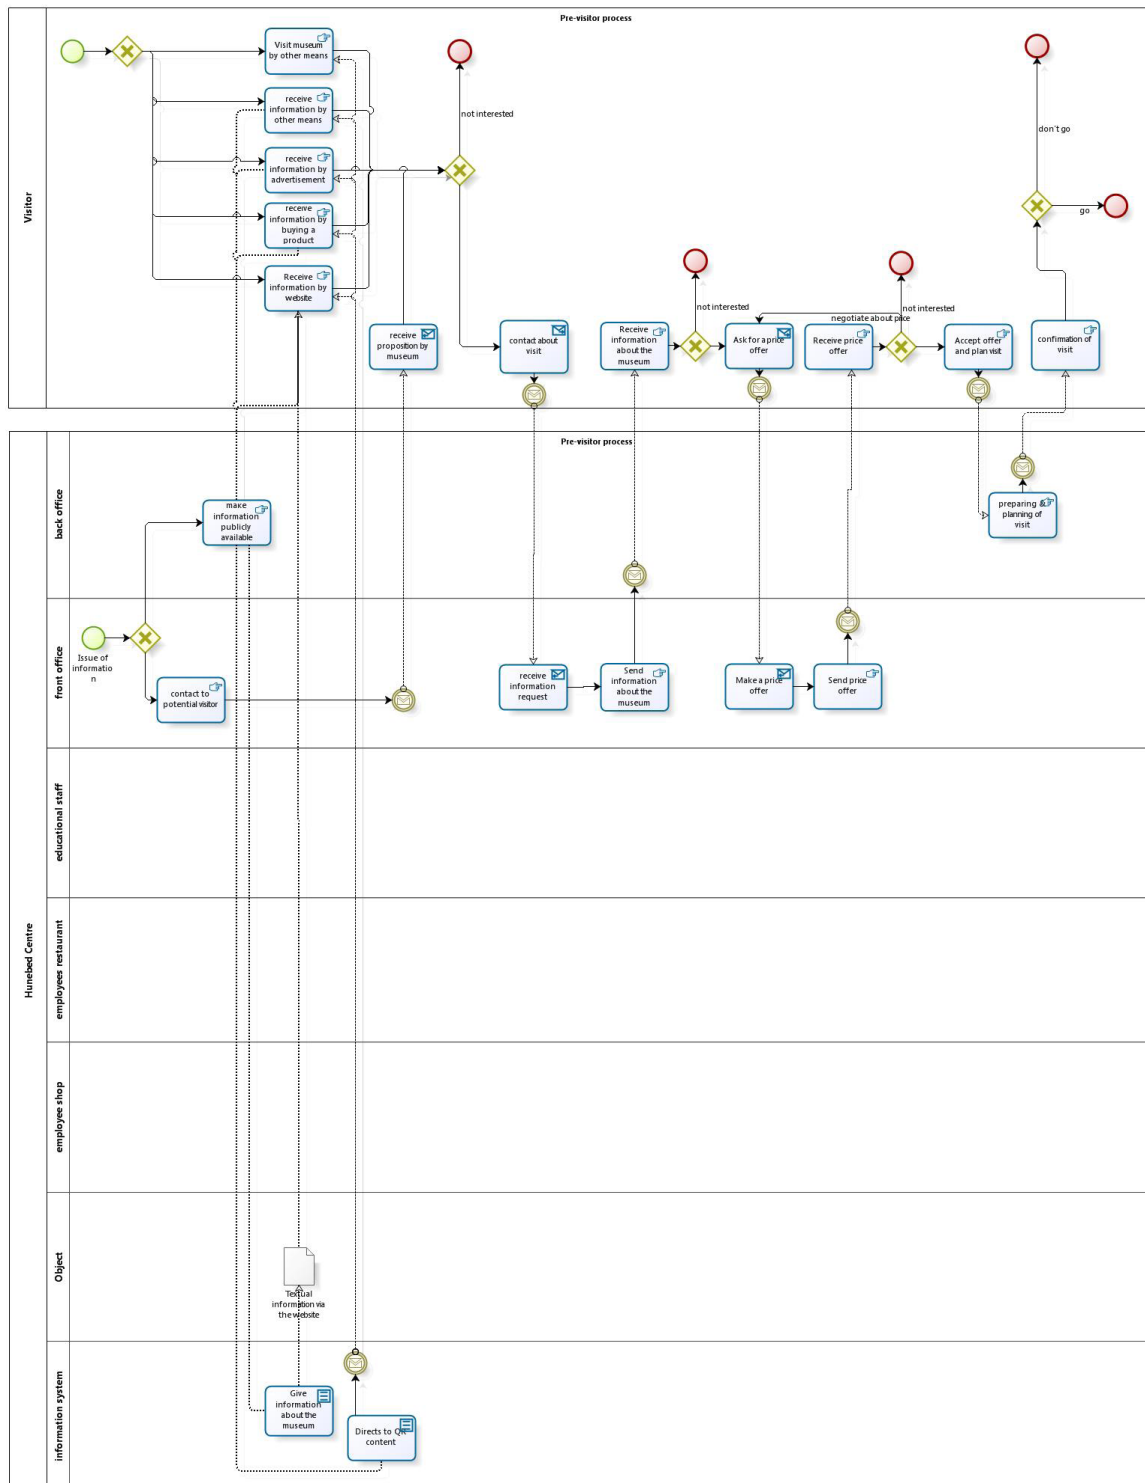 Pre-visitor process
Visitor
Visit museum
by other means
receive
information by
other means
receive
information by
advertisement
receive
information by
buying a
product
Receive
information by
website
receive
proposition by
museum
not interested
contact about
visit
Receive
information
about the
museum
not interested
Ask for a price
offer
negotiate about price
Receive price
offer
not interested
Accept offer
and plan visit
confirmation of
visit
don't go
go
Pre-visitor process
Hunebed Centre
back office
make
information
publicly
available
preparing &
planning of
visit
front office
Issue of
informatio
n
contact to
potential visitor
receive
information
request
Send
information
about the
museum
Make a price
offer
Send price
offer
educational staff
employees restaurant
employee shop
Object
Textual
information via
the website
information system
Give
information
about the
museum
Directs to QR
content